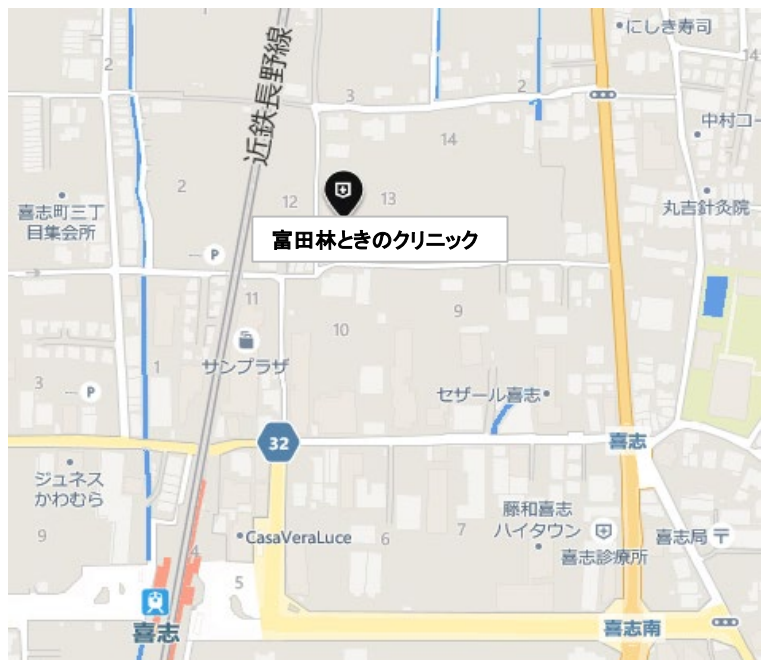 にしき寿司
1
2
14
3
2
近鉄長野線
中村コー
14
2
12
13
丸吉針灸院
喜志町三丁
目集会所
富田林ときのクリニック
P
11
9
10
サンプラザ
1
3
P
セザール喜志
32
喜志
ジュネス
かわむら
藤和喜志
ハイタウン
9
CasaVeraLuce
6
7
喜志局
喜志診療所
4
5
喜志
喜志南